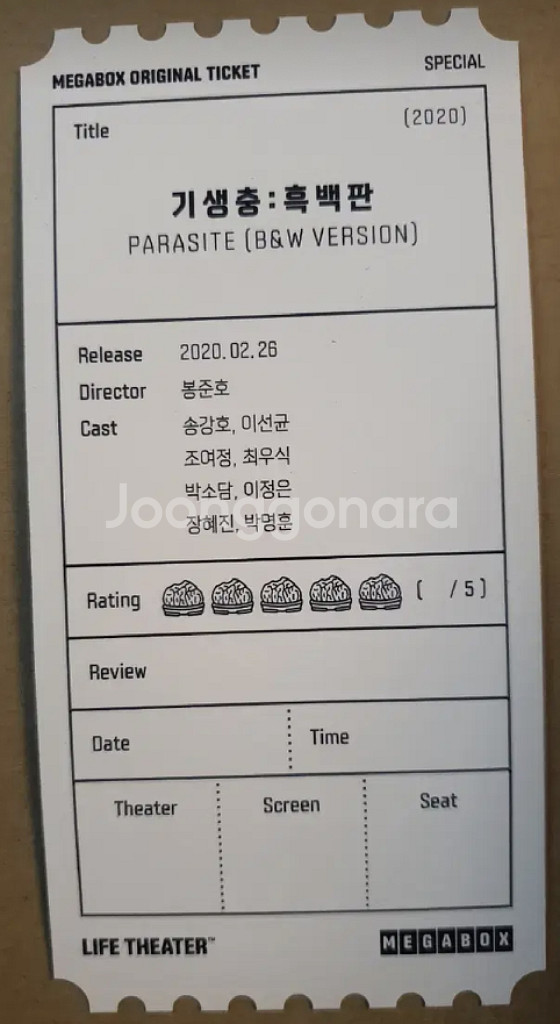 MEGABOX ORIGINAL TICKET
SPECIAL
Title
(2020)
기생충:흑백판
PARASITE (B&W VERSION)
Release 2020.02.26
Director 봉준호
Cast 송강호, 이선균
조여정, 최우식
박소담, 이정은
장혜진, 박명훈
Joonggonara
Rating ( /5)
Review
Date Time
Theater Screen Seat
LIFE THEATER™
MEGABOX